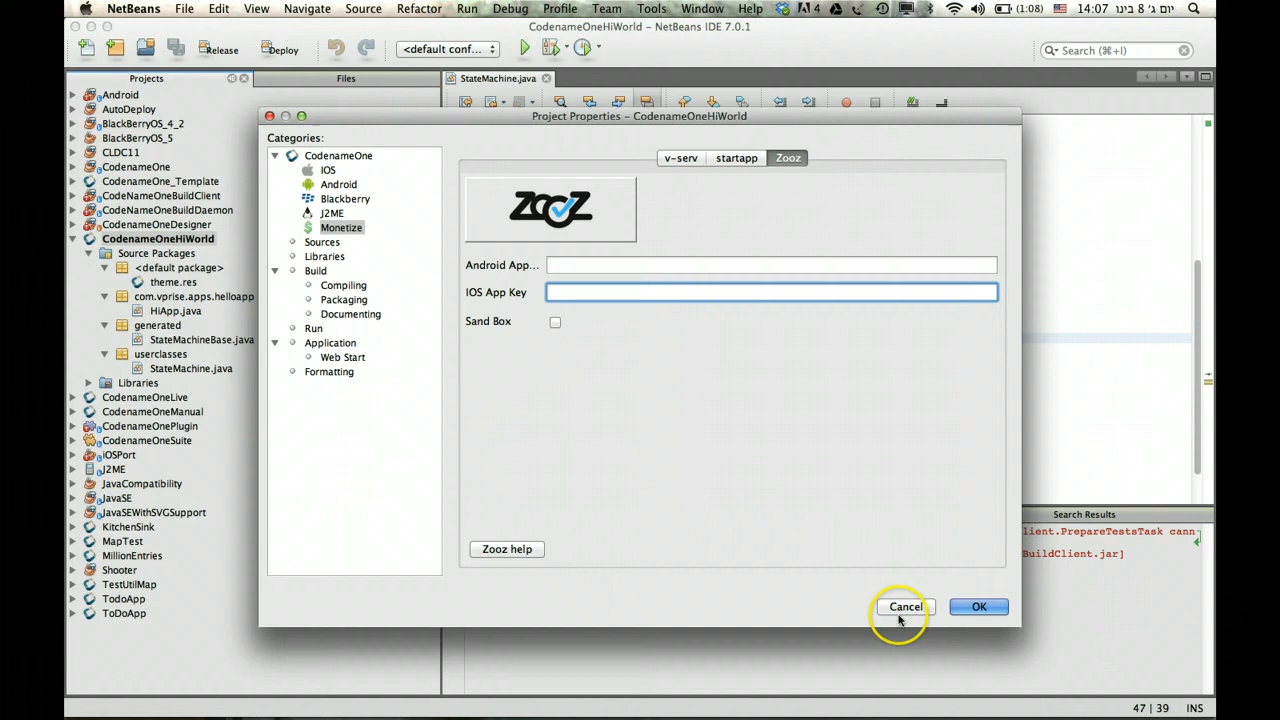 NetBeans File Edit View Navigate Source Refactor Run Debug Profile Team Tools Window Help 4 (1:08) 14:07 יום ג׳ 8 בינו
CodenameOneHiWorld – NetBeans IDE 7.0.1
Release Deploy <default conf... Search (⌘+I)
Projects Files StateMachine.java
Android
AutoDeploy
BlackBerryOS_4_2
BlackBerryOS_5
CLDC11
CodenameOne
CodenameOne_Template
CodeNameOneBuildClient
CodeNameOneBuildDaemon
CodenameOneDesigner
CodenameOneHiWorld
Source Packages
<default package>
theme.res
com.vprise.apps.helloapp
HiApp.java
generated
StateMachineBase.java
userclasses
StateMachine.java
Libraries
CodenameOneLive
CodenameOneManual
CodenameOnePlugin
CodenameOneSuite
iOSPort
J2ME
JavaCompatibility
JavaSE
JavaSEWithSVGSupport
KitchenSink
MapTest
MillionEntries
Shooter
TestUtilMap
TodoApp
ToDoApp
Project Properties – CodenameOneHiWorld
Categories:
CodenameOne
IOS
Android
Blackberry
J2ME
Monetize
Sources
Libraries
Build
Compiling
Packaging
Documenting
Run
Application
Web Start
Formatting
v-serv startapp Zooz
ZOOZ
Android App...
IOS App Key
Sand Box
Zooz help
Cancel OK
Search Results
lient.PrepareTestsTask cann
BuildClient.jar]
47 | 39 INS